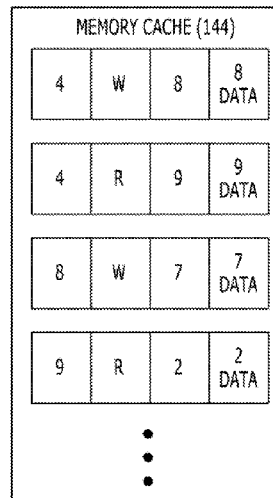 MEMORY CACHE (144)
4 W 8 8 DATA
4 R 9 9 DATA
8 W 7 7 DATA
9 R 2 2 DATA